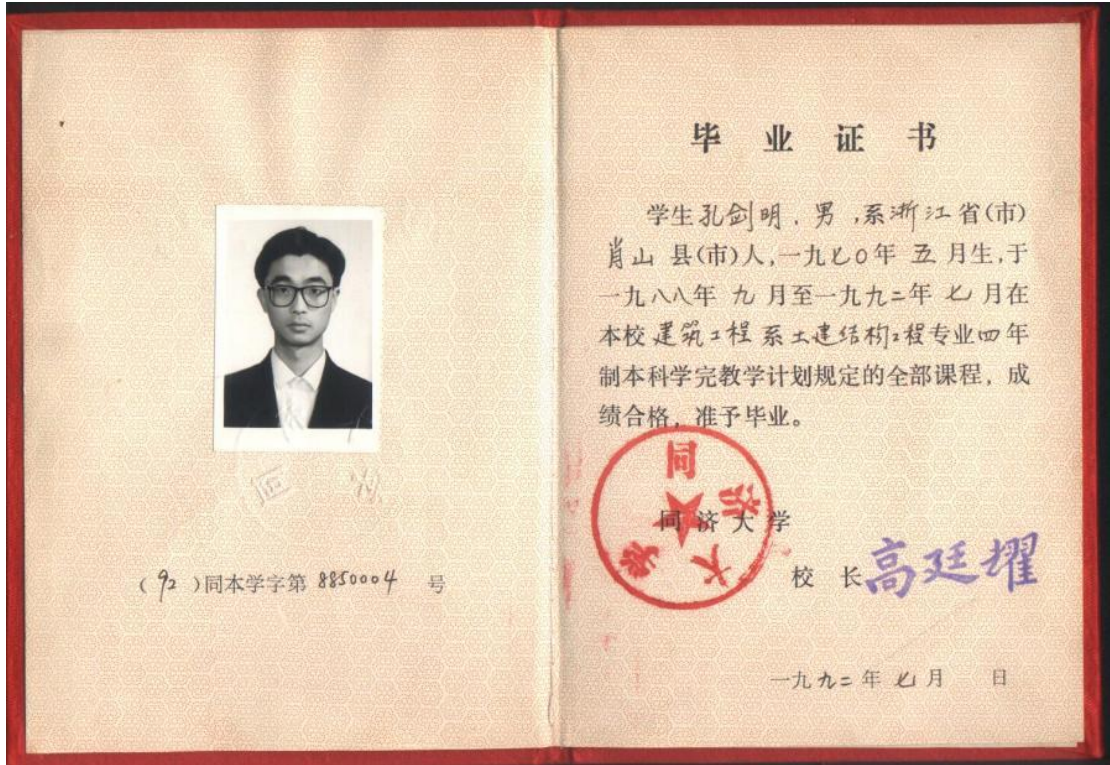 (92)同本学字第 8850004 号
毕业证书
学生孔剑明,男,系浙江省(市)
肖山县(市)人,一九七〇年五月生,于
一九八八年九月至一九九二年七月在
本校建筑工程系土建结构工程专业四年
制本科学完教学计划规定的全部课程,成
绩合格,准予毕业。
同济大学
同济大学
校长高廷耀
一九九二年七月 日